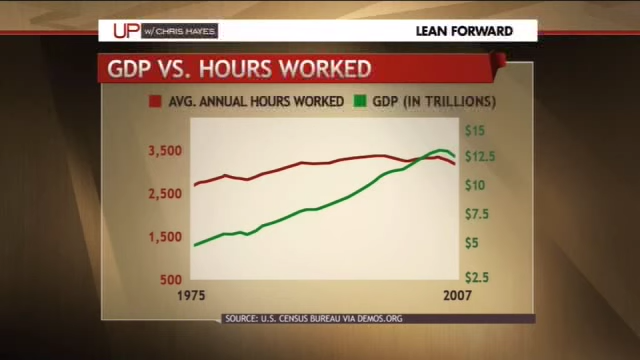 UP W/ CHRIS HAYES
LEAN FORWARD
GDP VS. HOURS WORKED
AVG. ANNUAL HOURS WORKED GDP (IN TRILLIONS)
3,500
2,500
1,500
500
$15
$12.5
$10
$7.5
$5
$2.5
1975 2007
SOURCE: U.S. CENSUS BUREAU VIA DEMOS.ORG